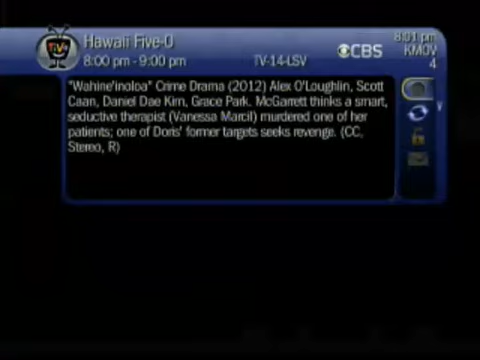 Hawaii Five-0
8:00 pm - 9:00 pm
TV-14-LSV
CBS
8:01 pm
KMOV
4
TiVo
"Wahine'inoloa" Crime Drama (2012) Alex O'Loughlin, Scott
Caan, Daniel Dae Kim, Grace Park. McGarrett thinks a smart,
seductive therapist (Vanessa Marcil) murdered one of her
patients; one of Doris' former targets seeks revenge. (CC,
Stereo, R)